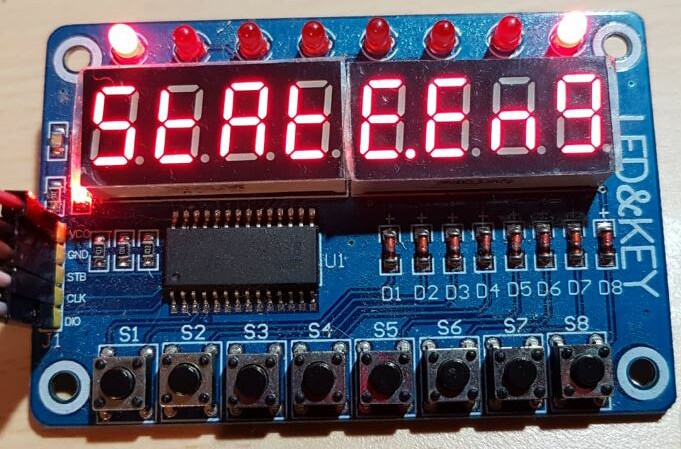 StAtE.Eng
LED&KEY
VCC
GND
STB
CLK
DIO
J1
U1
D1 D2 D3 D4 D5 D6 D7 D8
S1 S2 S3 S4 S5 S6 S7 S8